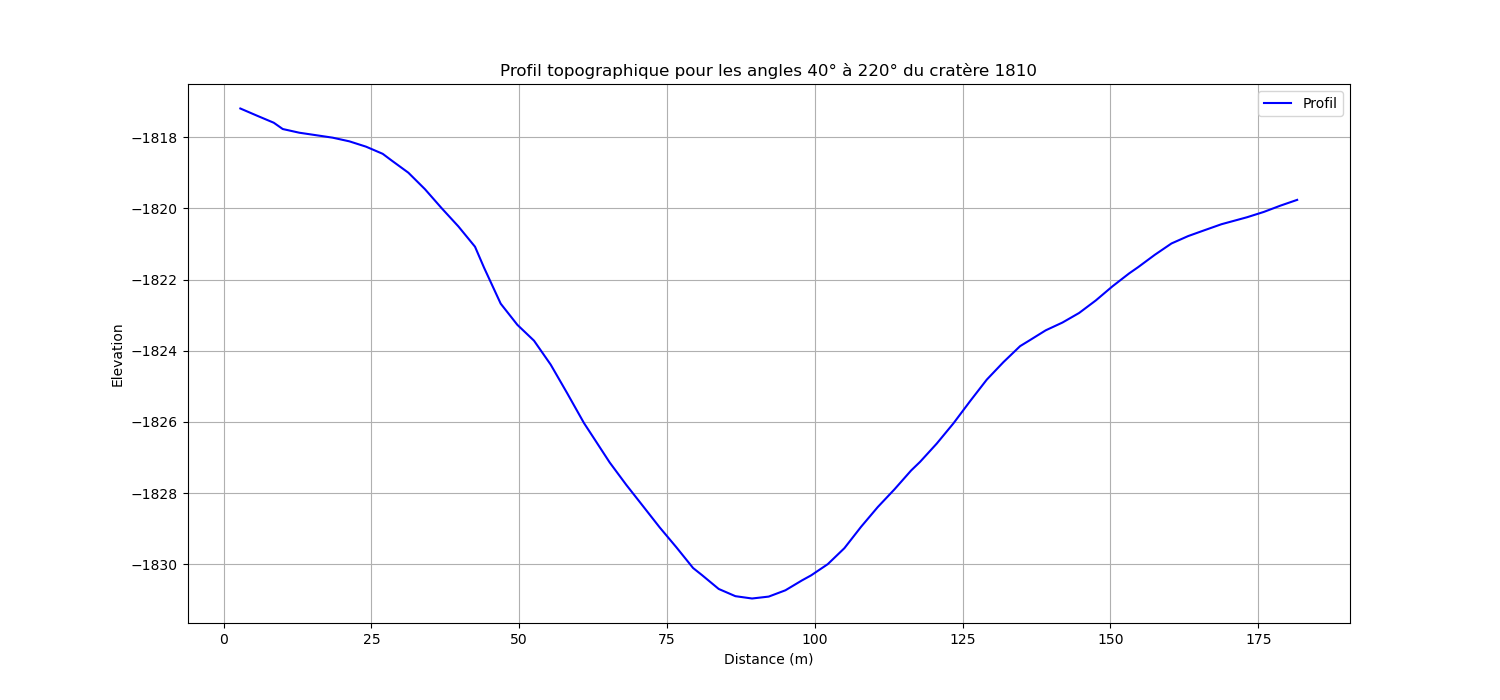 Profil topographique pour les angles 40° à 220° du cratère 1810
Profil
−1818
−1820
−1822
−1824
−1826
−1828
−1830
Elevation
0 25 50 75 100 125 150 175
Distance (m)